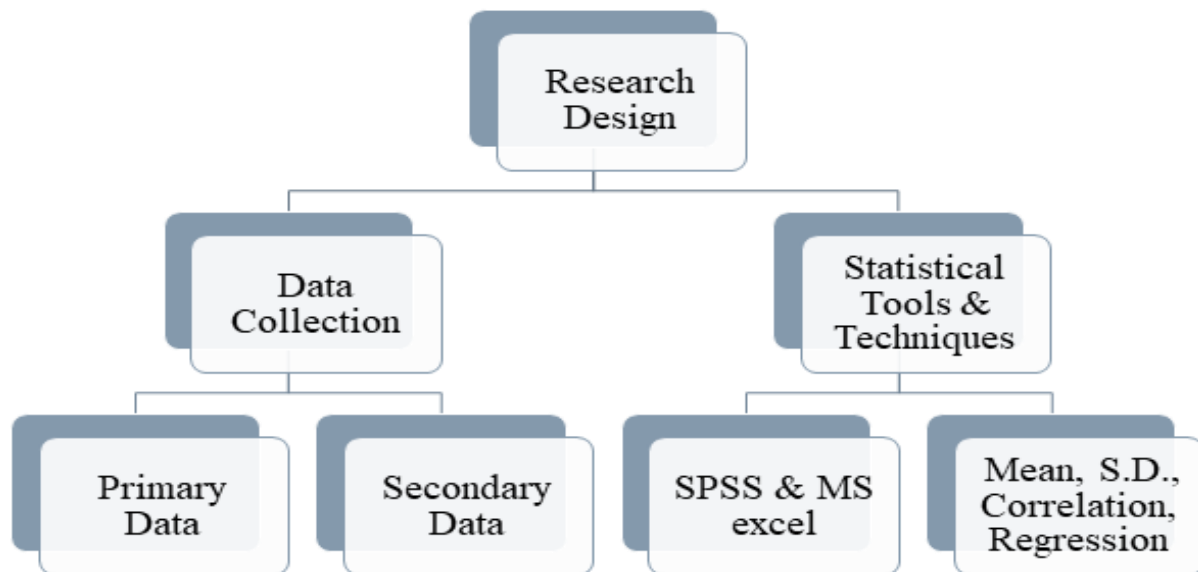 Research
Design
Data
Collection
Statistical
Tools &
Techniques
Primary
Data
Secondary
Data
SPSS & MS
excel
Mean, S.D.,
Correlation,
Regression